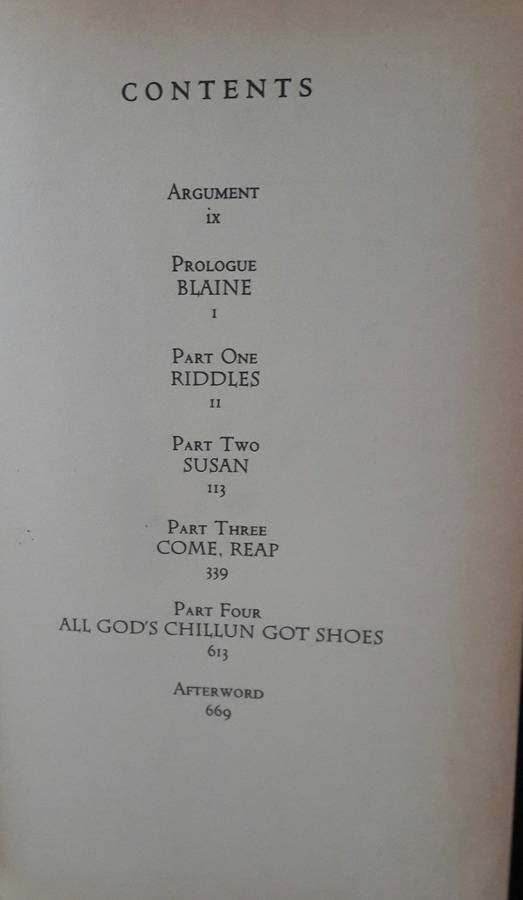 CONTENTS
ARGUMENT
ix
PROLOGUE
BLAINE
1
PART ONE
RIDDLES
11
PART TWO
SUSAN
113
PART THREE
COME, REAP
339
PART FOUR
ALL GOD'S CHILLUN GOT SHOES
613
AFTERWORD
669